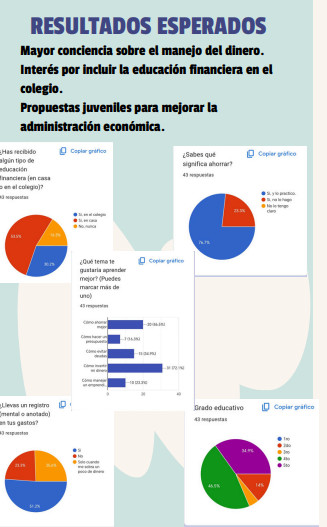 RESULTADOS ESPERADOS
Mayor conciencia sobre el manejo del dinero.
Interés por incluir la educación financiera en el
colegio.
Propuestas juveniles para mejorar la
administración económica.
¿Has recibido
algún tipo de
educación
financiera (en casa
o en el colegio)?
Copiar gráfico
43 respuestas
Sí, en el colegio
Sí, en casa
No, nunca
¿Sabes qué
significa ahorrar?
Copiar gráfico
43 respuestas
Sí, y lo practico.
Sí, no lo hago
No lo tengo
claro
76.7%
23.3%
¿Qué tema te
gustaría aprender
mejor? (Puedes
marcar más de
uno)
Copiar gráfico
43 respuestas
Cómo ahorrar
mejor
Cómo hacer un
presupuesto
Cómo evitar
deudas
Cómo invertir
mi dinero
Cómo manejar
un emprendi...
0
¿Llevas un registro
(mental o anotado)
en tus gastos?
43 respuestas
Sí
No
Solo cuando
me sobra un
poco de dinero
51.2%
Grado educativo
Copiar gráfico
43 respuestas
1ro
2do
3ro
4to
5to
34.9%
14%